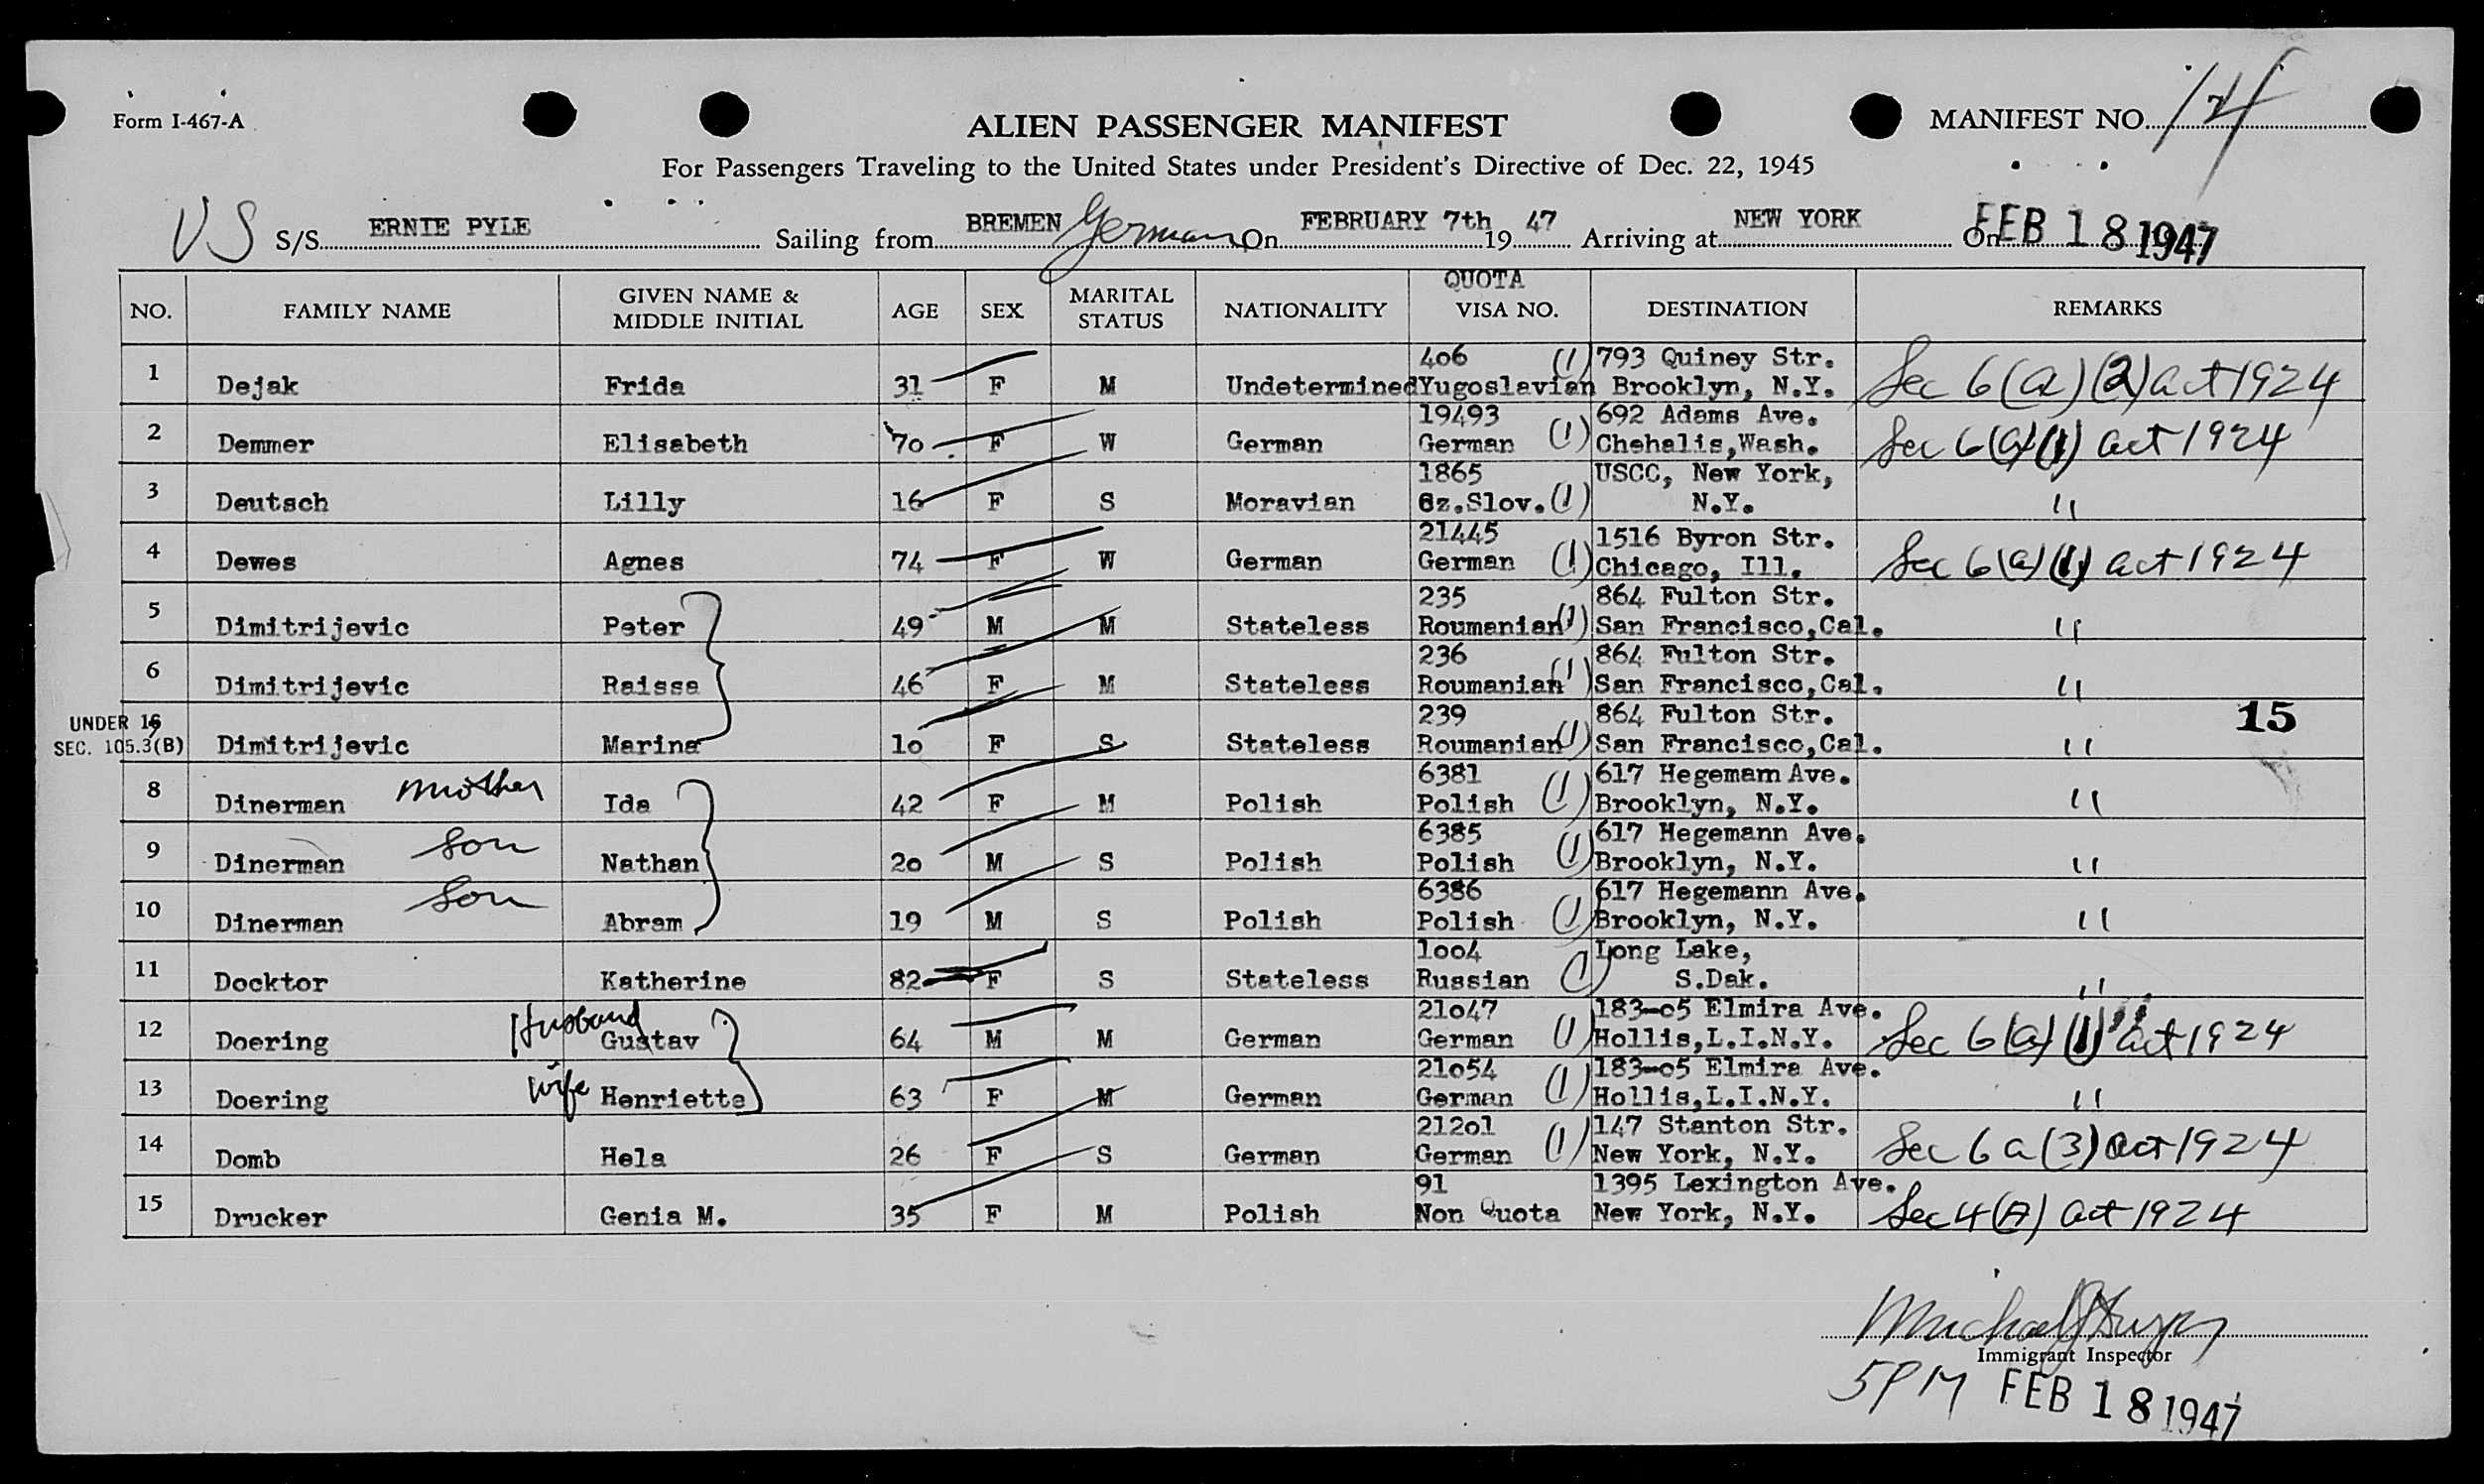 Form I-467-A
ALIEN PASSENGER MANIFEST
MANIFEST NO. 14
For Passengers Traveling to the United States under President's Directive of Dec. 22, 1945
US S/S ERNIE PYLE Sailing from BREMEN German On FEBRUARY 7th 19 47 Arriving at NEW YORK On FEB 18 1947
NO. FAMILY NAME GIVEN NAME & MIDDLE INITIAL AGE SEX MARITAL STATUS NATIONALITY QUOTA VISA NO. DESTINATION REMARKS
1 Dejak Frida 31 F M Undetermined 406 Yugoslavian (1) 793 Quiney Str. Brooklyn, N.Y. Sec 6(a)(2) act 1924
2 Demmer Elisabeth 70 F W German 19493 German (1) 692 Adams Ave. Chehalis,Wash. Sec 6(a)(1) act 1924
3 Deutsch Lilly 16 F S Moravian 1865 Cz.Slov. (1) USCC, New York, N.Y. "
4 Dewes Agnes 74 F W German 21445 German (1) 1516 Byron Str. Chicago, Ill. Sec 6(a)(1) act 1924
5 Dimitrijevic Peter 49 M M Stateless 235 Roumanian (1) 864 Fulton Str. San Francisco,Cal. "
6 Dimitrijevic Raissa 46 F M Stateless 236 Roumanian (1) 864 Fulton Str. San Francisco,Cal. "
UNDER 16 SEC. 105.3(B) Dimitrijevic Marina 1o F S Stateless 239 Roumanian (1) 864 Fulton Str. San Francisco,Cal. " 15
8 Dinerman mother Ida 42 F M Polish 6381 Polish (1) 617 Hegemam Ave. Brooklyn, N.Y. "
9 Dinerman son Nathan 2o M S Polish 6385 Polish (1) 617 Hegemann Ave. Brooklyn, N.Y. "
10 Dinerman son Abram 19 M S Polish 6386 Polish (1) 617 Hegemann Ave. Brooklyn, N.Y. "
11 Docktor Katherine 82 F S Stateless 1oo4 Russian (1) Long Lake, S.Dak. "
12 Doering Husband Gustav 64 M M German 21o47 German (1) 183-o5 Elmira Ave. Hollis,L.I.N.Y. Sec 6(a)(1) act 1924
13 Doering wife Henriette 63 F M German 21o54 German (1) 183-o5 Elmira Ave. Hollis,L.I.N.Y. "
14 Domb Hela 26 F S German 212o1 German (1) 147 Stanton Str. New York, N.Y. Sec 6 a (3) act 1924
15 Drucker Genia M. 35 F M Polish 91 Non Quota 1395 Lexington Ave. New York, N.Y. Sec 4(A) act 1924
Michael
Immigrant Inspector
5PM FEB 18 1947